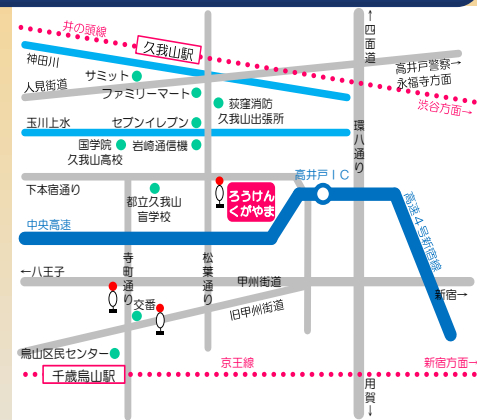 井の頭線
久我山駅
↑四面道
神田川
サミット
高井戸警察→
永福寺方面
人見街道
ファミリーマート
渋谷方面→
荻窪消防
久我山出張所
玉川上水
セブンイレブン
環八通り
国学院
久我山高校
岩崎通信機
高井戸IC
下本宿通り
都立久我山
盲学校
ろうけん
くがやま
中央高速
高速4号新宿線
←八王子
寺町通り
松葉通り
甲州街道
新宿→
交番
旧甲州街道
烏山区民センター
京王線
新宿方面→
千歳烏山駅
用賀↓